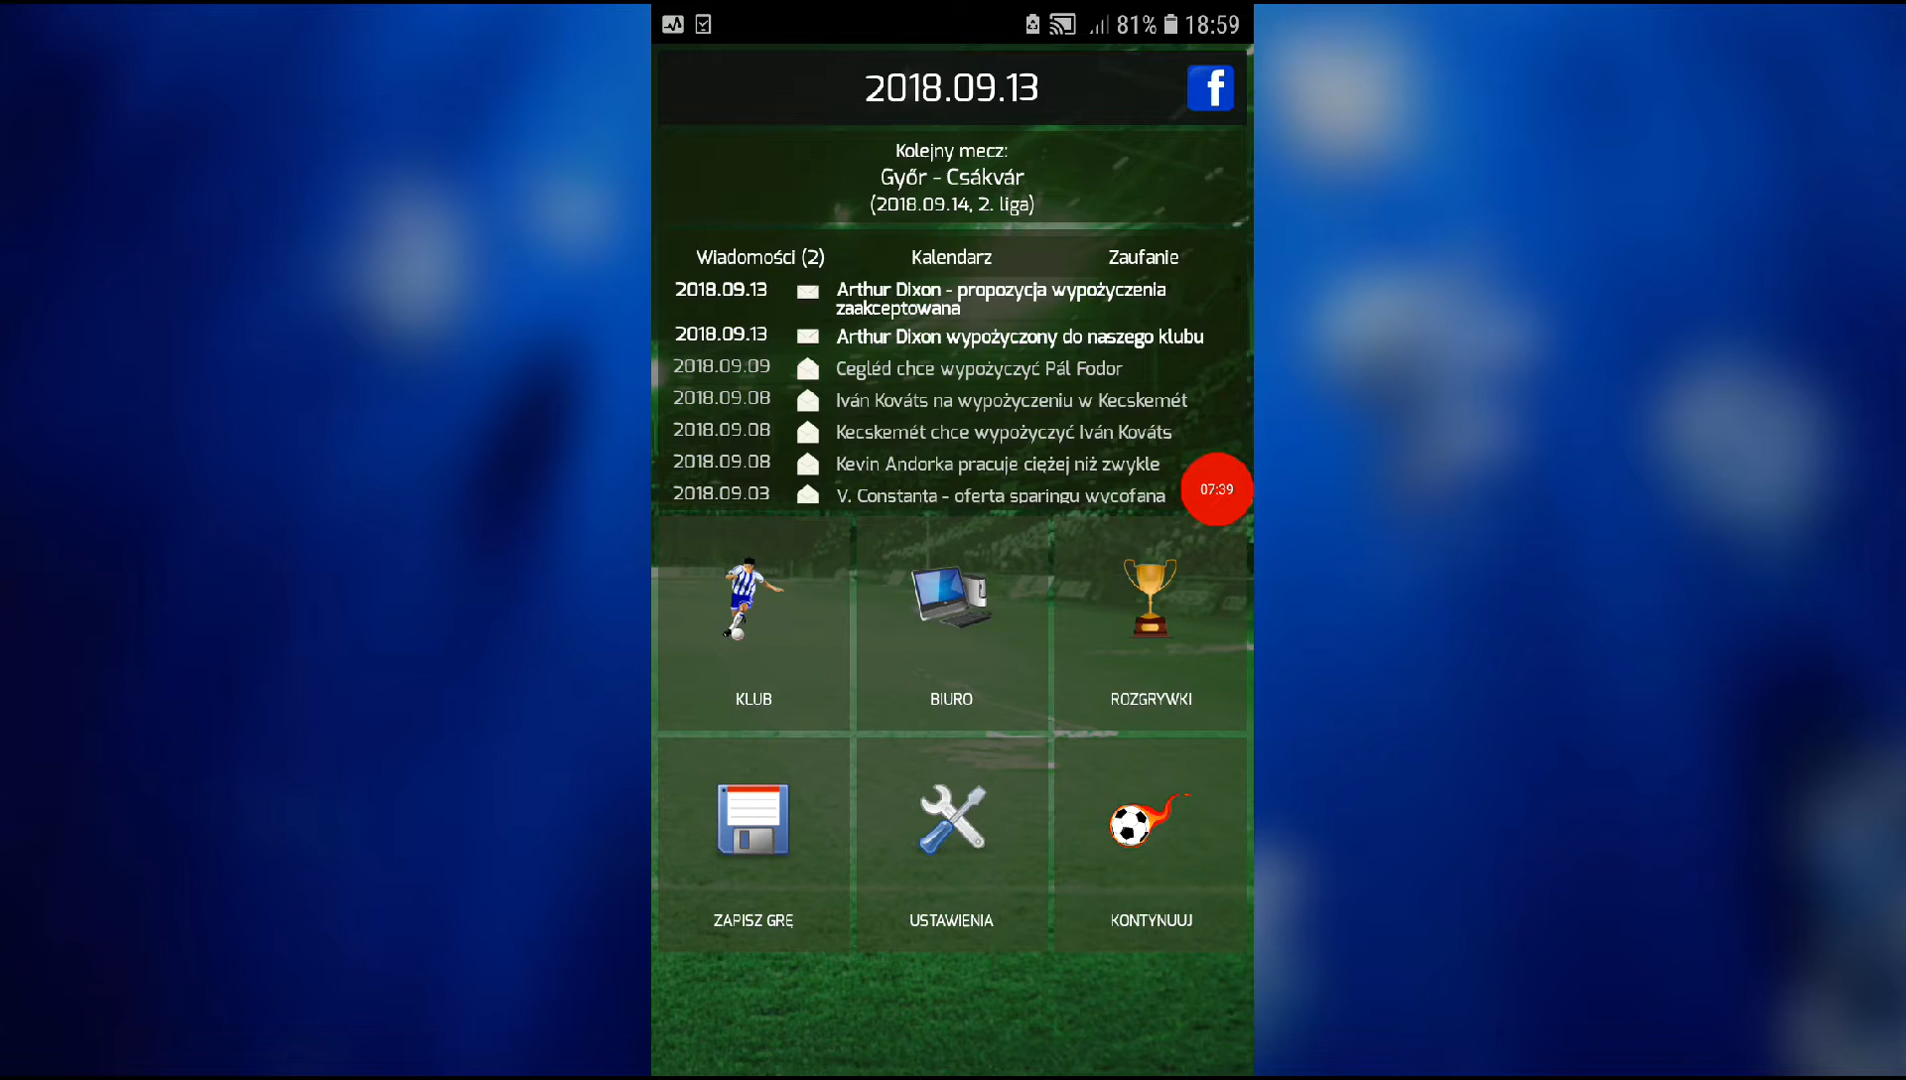 81% 18:59
2018.09.13
f
Kolejny mecz:
Győr - Csákvár
(2018.09.14, 2. liga)
Wiadomości (2) Kalendarz Zaufanie
2018.09.13 Arthur Dixon - propozycja wypożyczenia
zaakceptowana
2018.09.13 Arthur Dixon wypożyczony do naszego klubu
2018.09.09 Cegléd chce wypożyczyć Pál Fodor
2018.09.08 Iván Kováts na wypożyczeniu w Kecskemét
2018.09.08 Kecskemét chce wypożyczyć Iván Kováts
2018.09.08 Kevin Andorka pracuje ciężej niż zwykle
2018.09.03 V. Constanta - oferta sparingu wycofana
07:39
KLUB BIURO ROZGRYWKI
ZAPISZ GRĘ USTAWIENIA KONTYNUUJ